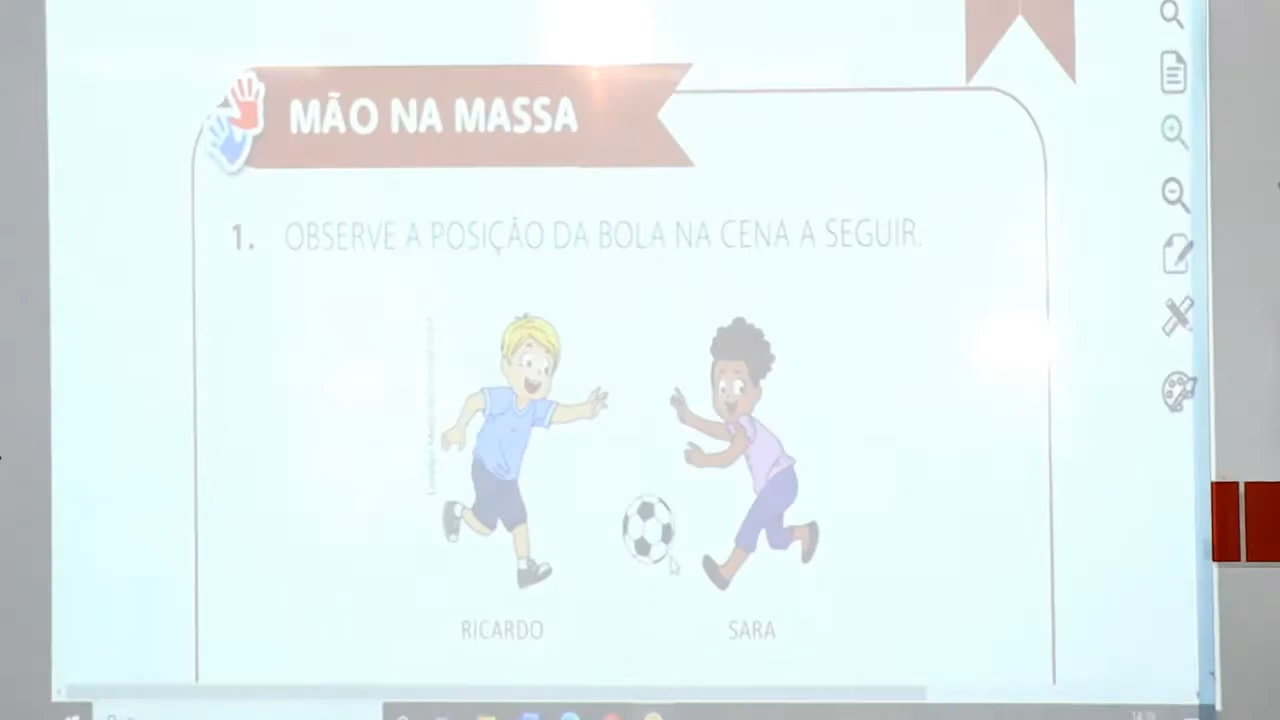 MÃO NA MASSA
1. OBSERVE A POSIÇÃO DA BOLA NA CENA A SEGUIR.
RICARDO
SARA